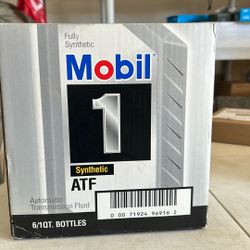 Fully
Synthetic
Mobil
1
Synthetic
ATF
Automatic
Transmission Fluid
6/1QT. BOTTLES
0 00 71924 96916 2